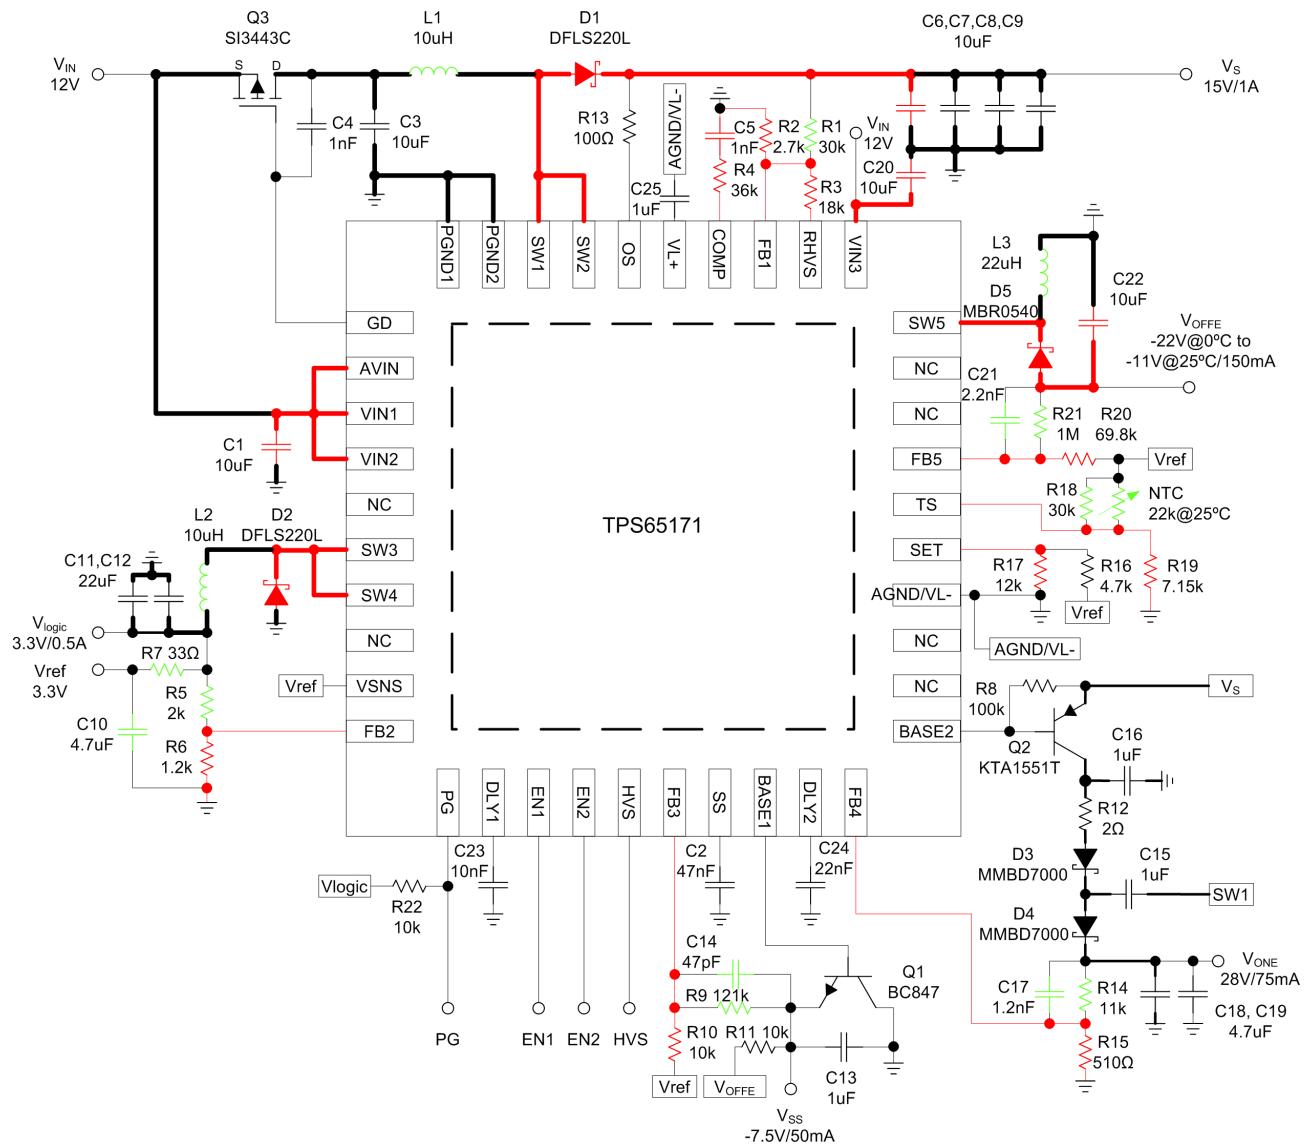 Q3
SI3443C
L1
10uH
D1
DFLS220L
C6,C7,C8,C9
10uF
VIN
12V
S
D
VS
15V/1A
C4
1nF
C3
10uF
R13
100Ω
AGND/VL-
C25
1uF
C5
1nF
R4
36k
R2
2.7k
R1
30k
R3
18k
VIN
12V
C20
10uF
PGND1
PGND2
SW1
SW2
OS
VL+
COMP
FB1
RHVS
VIN3
L3
22uH
D5
MBR0540
C22
10uF
VOFFE
-22V@0ºC to
-11V@25ºC/150mA
GD
AVIN
VIN1
VIN2
NC
SW3
SW4
NC
VSNS
FB2
C1
10uF
L2
10uH
D2
DFLS220L
C11,C12
22uF
Vlogic
3.3V/0.5A
R7 33Ω
Vref
3.3V
R5
2k
Vref
C10
4.7uF
R6
1.2k
TPS65171
SW5
NC
NC
FB5
TS
SET
AGND/VL-
NC
NC
BASE2
C21
2.2nF
R21
1M
R20
69.8k
Vref
R18
30k
NTC
22k@25ºC
R17
12k
R16
4.7k
Vref
R19
7.15k
AGND/VL-
R8
100k
VS
Q2
KTA1551T
C16
1uF
R12
2Ω
D3
MMBD7000
C15
1uF
SW1
D4
MMBD7000
VONE
28V/75mA
C17
1.2nF
R14
11k
C18, C19
4.7uF
R15
510Ω
PG
DLY1
EN1
EN2
HVS
FB3
SS
BASE1
DLY2
FB4
Vlogic
R22
10k
C23
10nF
C2
47nF
C24
22nF
C14
47pF
R9 121k
Q1
BC847
R10
10k
R11 10k
Vref
VOFFE
C13
1uF
VSS
-7.5V/50mA
PG
EN1
EN2
HVS